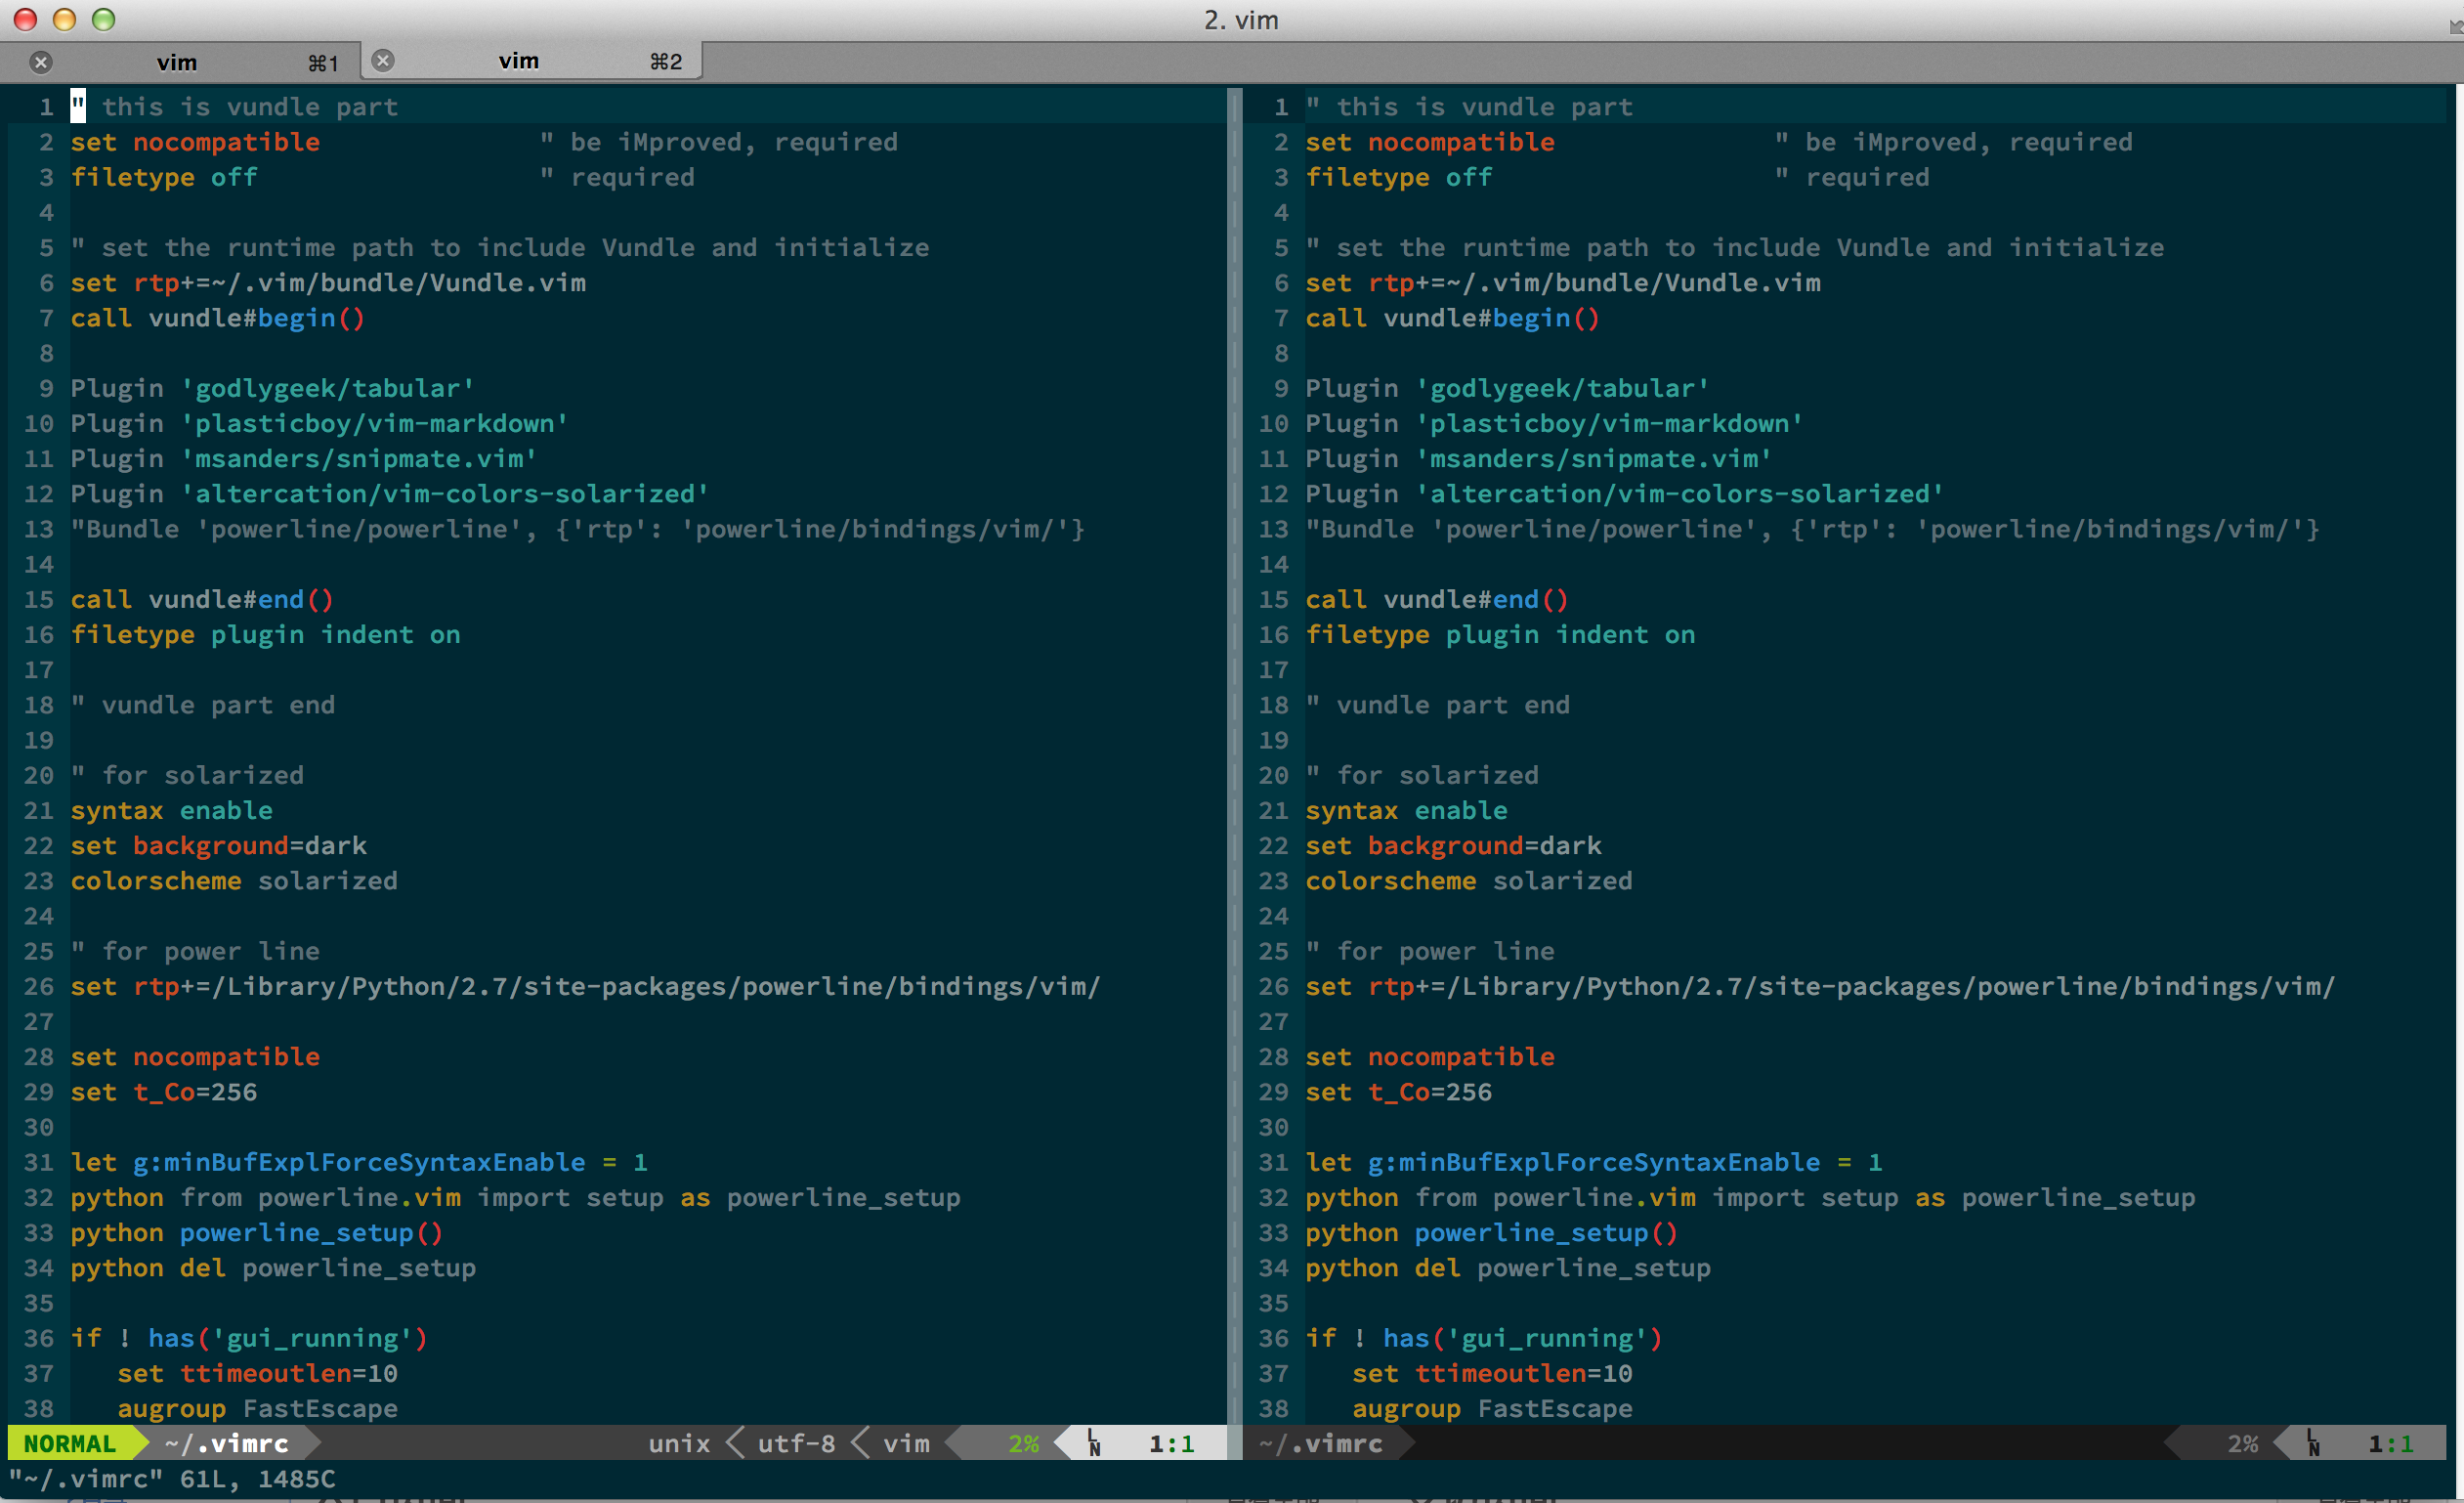 2. vim
vim ⌘1 vim ⌘2
1 " this is vundle part
2 set nocompatible " be iMproved, required
3 filetype off " required
4
5 " set the runtime path to include Vundle and initialize
6 set rtp+=~/.vim/bundle/Vundle.vim
7 call vundle#begin()
8
9 Plugin 'godlygeek/tabular'
10 Plugin 'plasticboy/vim-markdown'
11 Plugin 'msanders/snipmate.vim'
12 Plugin 'altercation/vim-colors-solarized'
13 "Bundle 'powerline/powerline', {'rtp': 'powerline/bindings/vim/'}
14
15 call vundle#end()
16 filetype plugin indent on
17
18 " vundle part end
19
20 " for solarized
21 syntax enable
22 set background=dark
23 colorscheme solarized
24
25 " for power line
26 set rtp+=/Library/Python/2.7/site-packages/powerline/bindings/vim/
27
28 set nocompatible
29 set t_Co=256
30
31 let g:minBufExplForceSyntaxEnable = 1
32 python from powerline.vim import setup as powerline_setup
33 python powerline_setup()
34 python del powerline_setup
35
36 if ! has('gui_running')
37 set ttimeoutlen=10
38 augroup FastEscape
NORMAL ~/.vimrc unix utf-8 vim 2% LN 1:1
"~/.vimrc" 61L, 1485C
1 " this is vundle part
2 set nocompatible " be iMproved, required
3 filetype off " required
4
5 " set the runtime path to include Vundle and initialize
6 set rtp+=~/.vim/bundle/Vundle.vim
7 call vundle#begin()
8
9 Plugin 'godlygeek/tabular'
10 Plugin 'plasticboy/vim-markdown'
11 Plugin 'msanders/snipmate.vim'
12 Plugin 'altercation/vim-colors-solarized'
13 "Bundle 'powerline/powerline', {'rtp': 'powerline/bindings/vim/'}
14
15 call vundle#end()
16 filetype plugin indent on
17
18 " vundle part end
19
20 " for solarized
21 syntax enable
22 set background=dark
23 colorscheme solarized
24
25 " for power line
26 set rtp+=/Library/Python/2.7/site-packages/powerline/bindings/vim/
27
28 set nocompatible
29 set t_Co=256
30
31 let g:minBufExplForceSyntaxEnable = 1
32 python from powerline.vim import setup as powerline_setup
33 python powerline_setup()
34 python del powerline_setup
35
36 if ! has('gui_running')
37 set ttimeoutlen=10
38 augroup FastEscape
~/.vimrc 2% LN 1:1